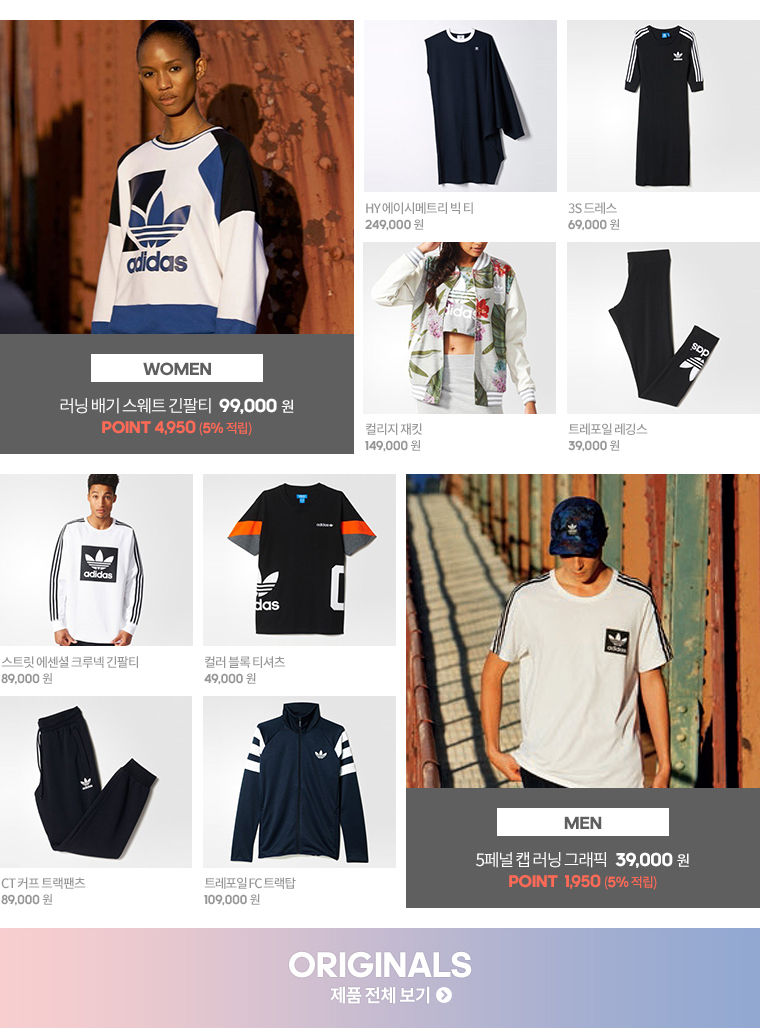 adidas
WOMEN
러닝 배기 스웨트 긴팔티 99,000 원
POINT 4,950 (5% 적립)
HY 에이시메트리 빅 티
249,000 원
3S 드레스
69,000 원
adidas
컬리지 재킷
149,000 원
adidas
트레포일 레깅스
39,000 원
adidas
스트릿 에센셜 크루넥 긴팔티
89,000 원
adidas
das
컬러 블록 티셔츠
49,000 원
CT 커프 트랙팬츠
89,000 원
트레포일 FC 트랙탑
109,000 원
adidas
MEN
5페널 캡 러닝 그래픽 39,000 원
POINT 1,950 (5% 적립)
ORIGINALS
제품 전체 보기